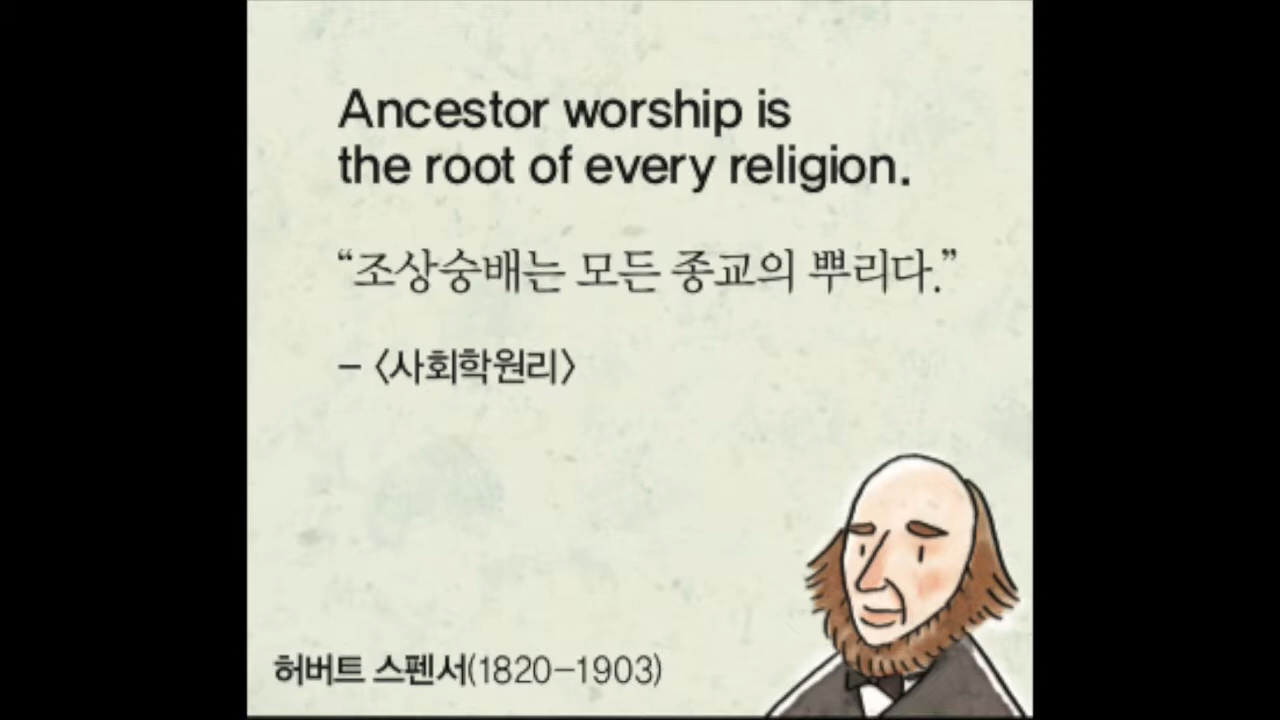 Ancestor worship is
the root of every religion.
“조상숭배는 모든 종교의 뿌리다.”
– 〈사회학원리〉
허버트 스펜서(1820–1903)